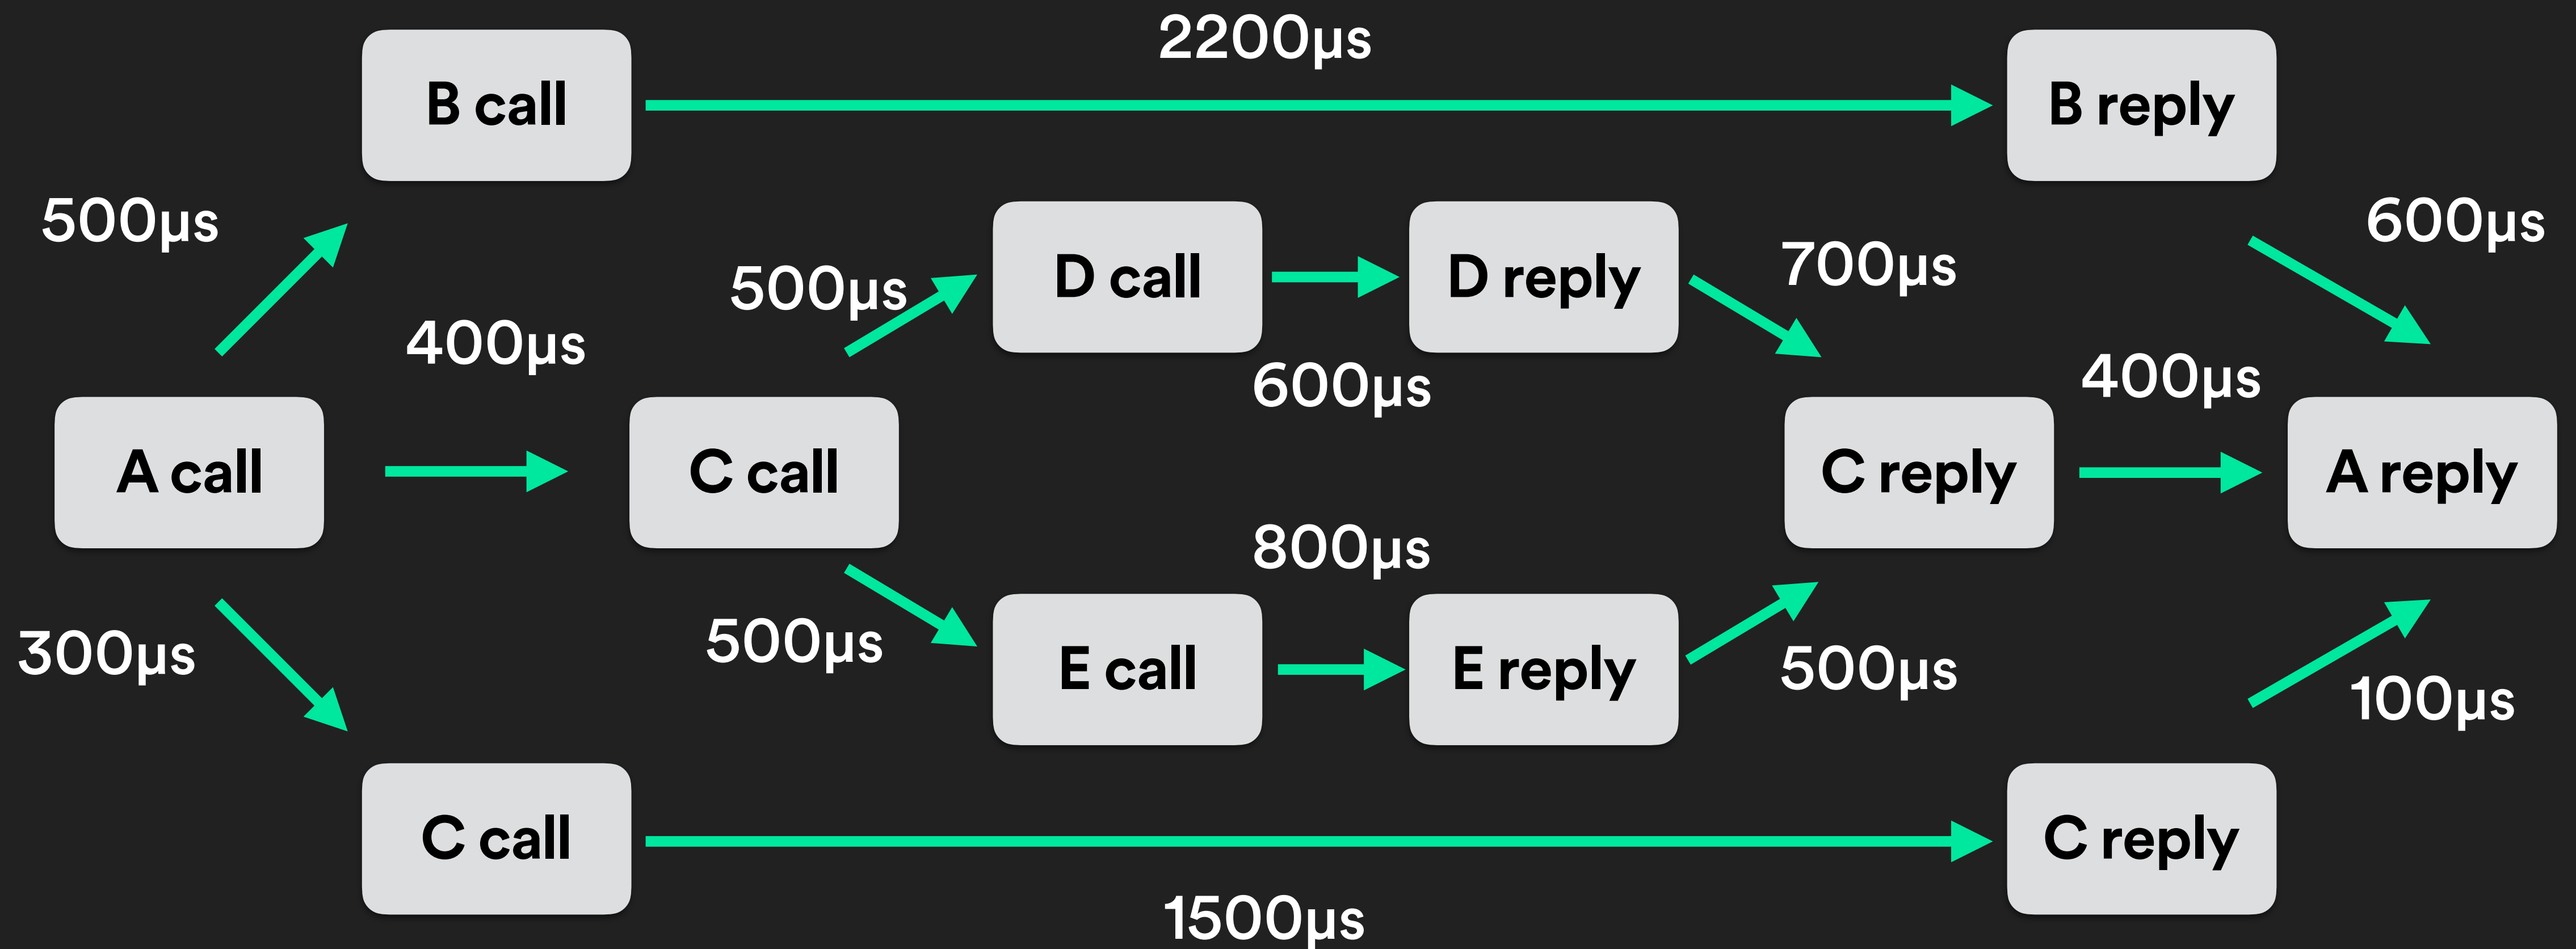 2200µs
B call
B reply
500µs
600µs
D call
D reply
500µs
700µs
400µs
600µs
400µs
A call
C call
C reply
A reply
800µs
500µs
300µs
E call
E reply
500µs
100µs
C call
C reply
1500µs